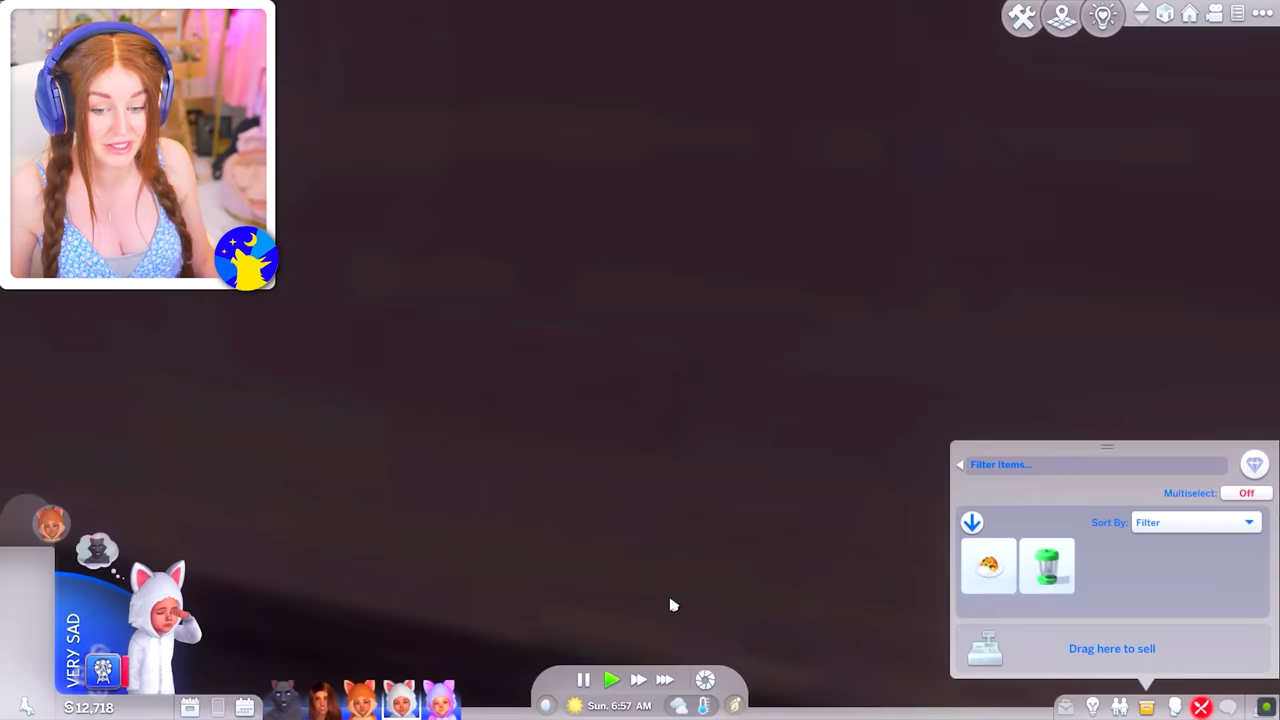 Filter Items...
Multiselect: Off
Sort By: Filter
Drag here to sell
VERY SAD
§12,718
Sun. 6:57 AM